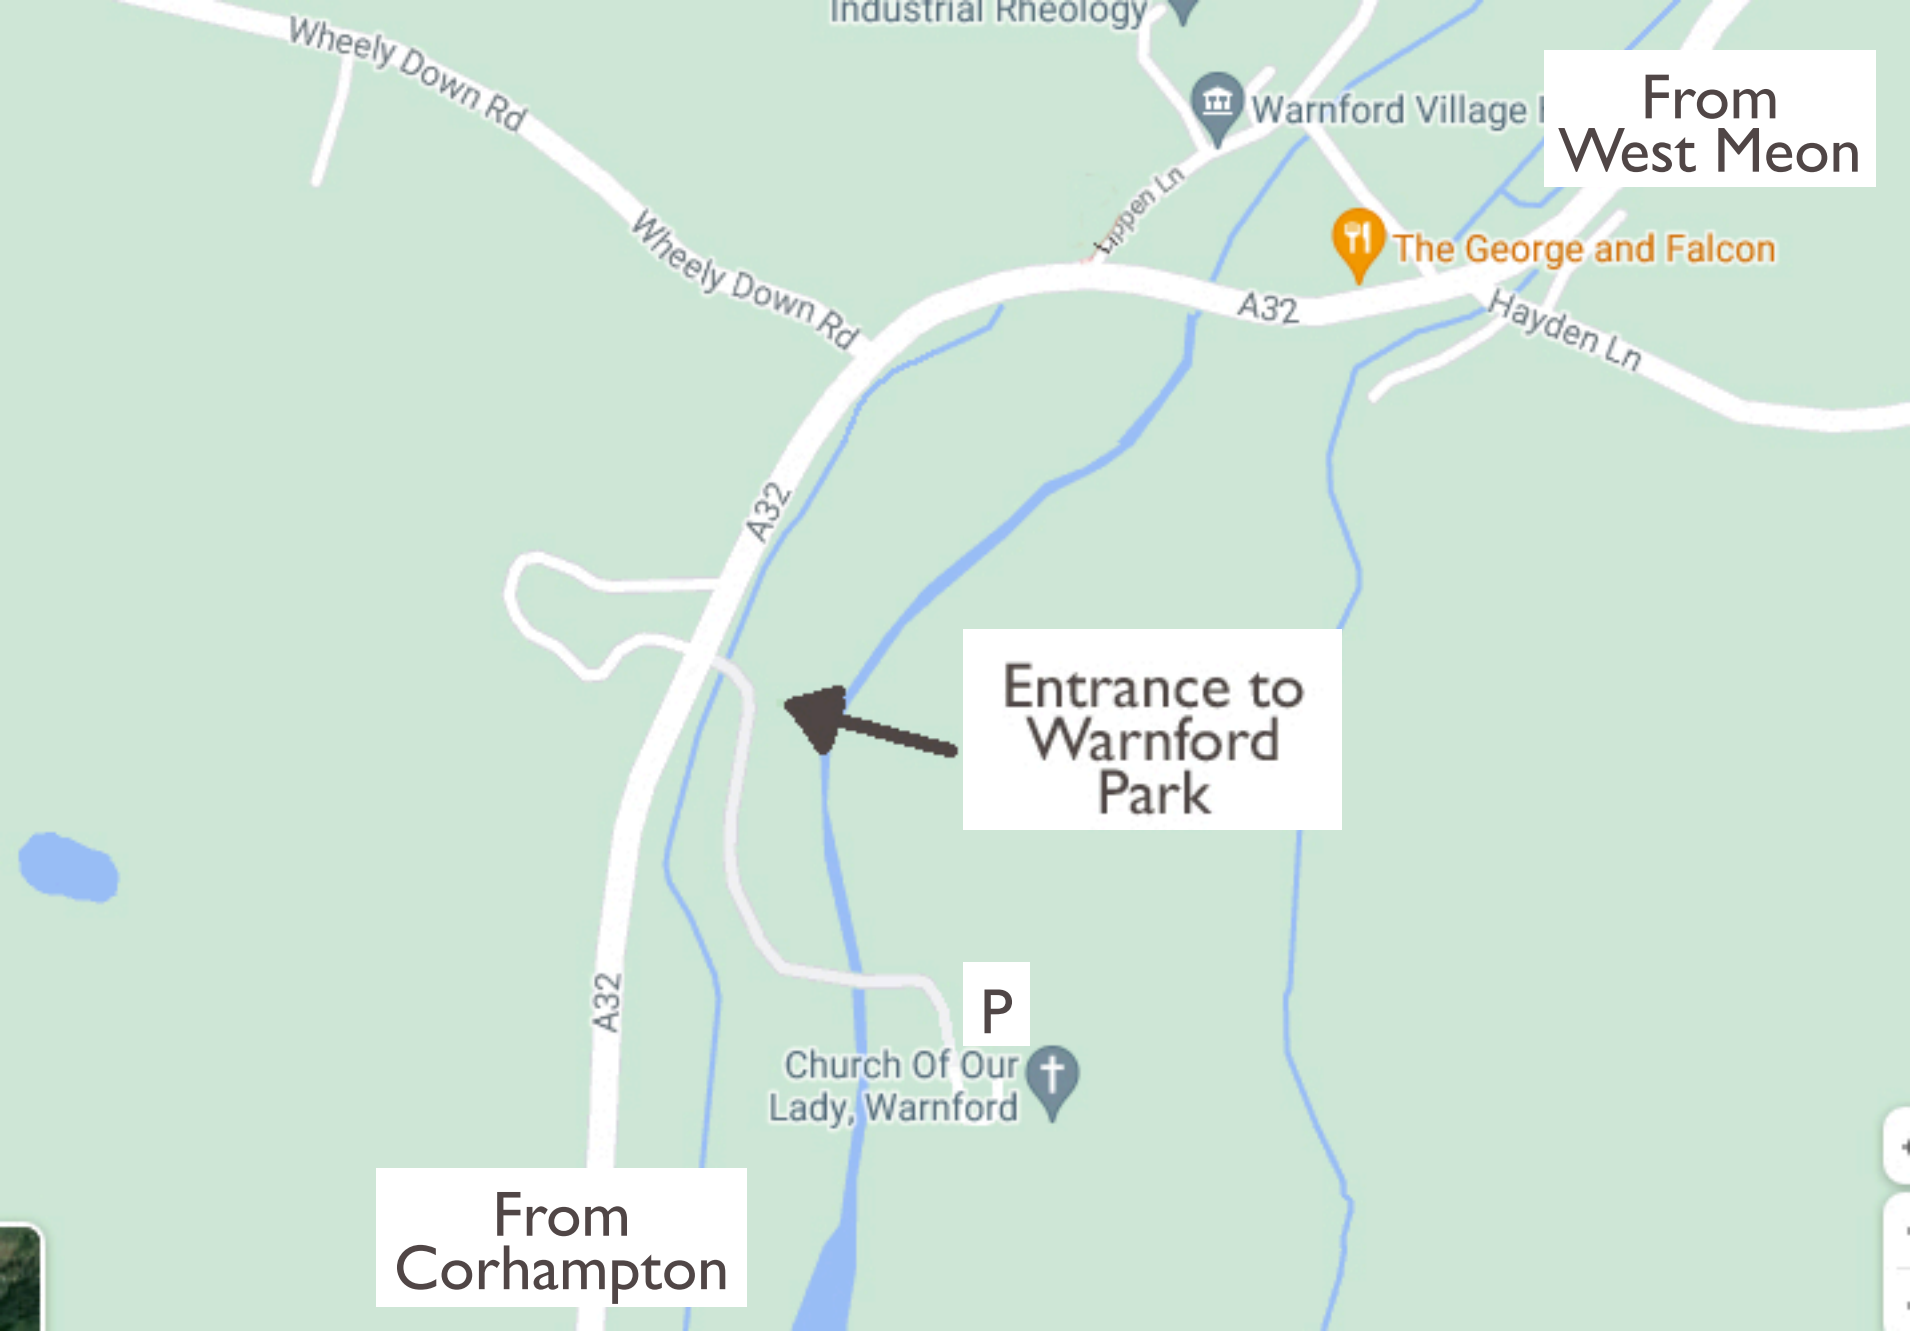 Industrial Rheology
Wheely Down Rd
Warnford Village
From
West Meon
Lippen Ln
Wheely Down Rd
The George and Falcon
A32
Hayden Ln
A32
Entrance to
Warnford
Park
A32
P
Church Of Our
Lady, Warnford
From
Corhampton